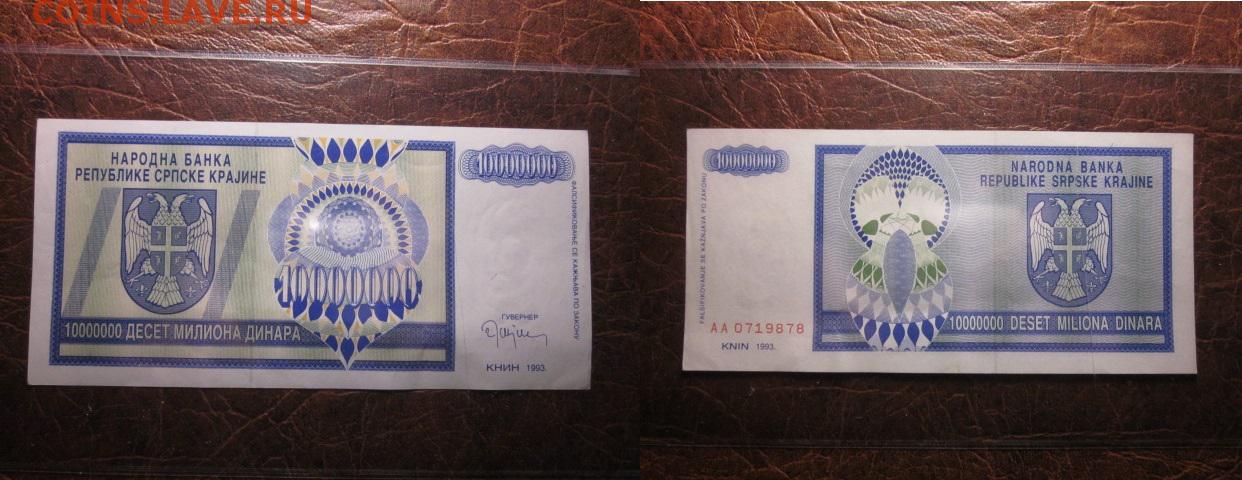 COINS.LAVE.RU
НАРОДНА БАНКА
РЕПУБЛИКЕ СРПСКЕ КРАЈИНЕ
10000000
10000000
10000000 ДЕСЕТ МИЛИОНА ДИНАРА
ФАЛСИФИКОВАЊЕ СЕ КАЖЊАВА ПО ЗАКОНУ
ГУВЕРНЕР
КНИН 1993.
10000000
NARODNA BANKA
REPUBLIKE SRPSKE KRAJINE
FALSIFIKOVANJE SE KAŽNJAVA PO ZAKONU
AA 0719878
10000000 DESET MILIONA DINARA
KNIN 1993.